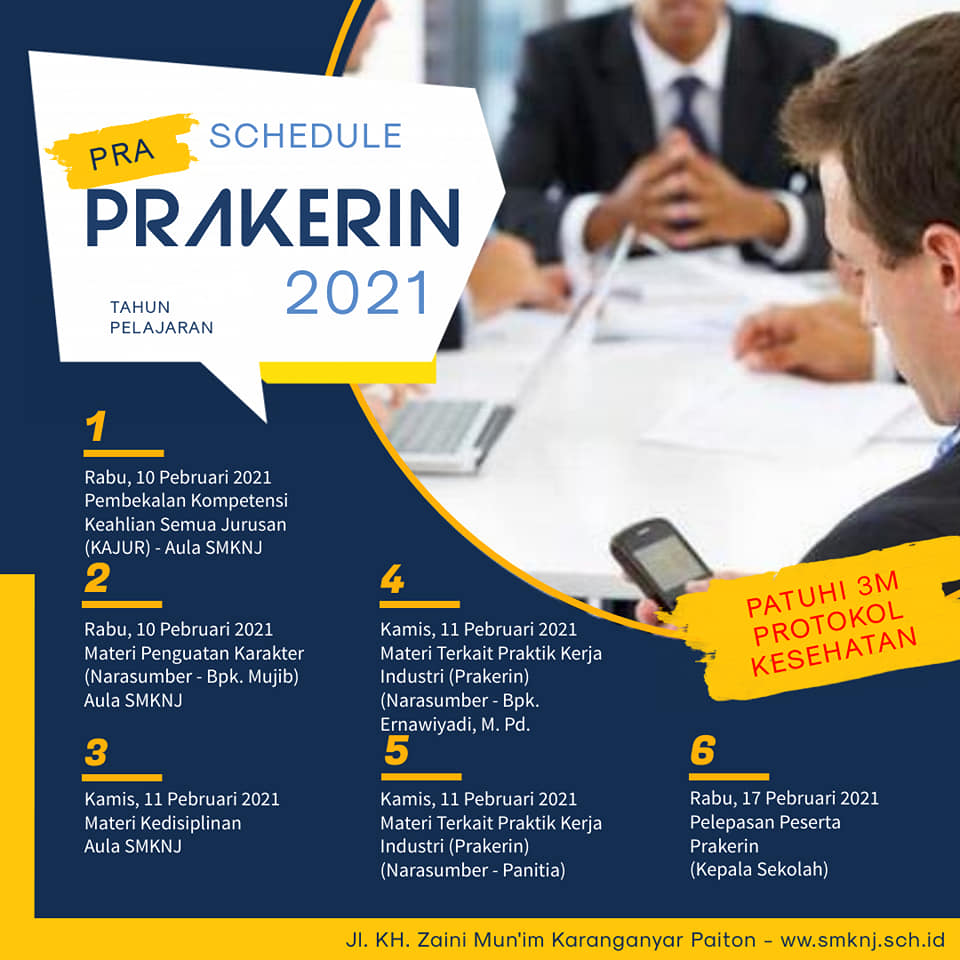 PRA
SCHEDULE
PRAKERIN
2021
TAHUN
PELAJARAN
1
Rabu, 10 Pebruari 2021
Pembekalan Kompetensi
Keahlian Semua Jurusan
(KAJUR) - Aula SMKNJ
2
Rabu, 10 Pebruari 2021
Materi Penguatan Karakter
(Narasumber - Bpk. Mujib)
Aula SMKNJ
3
Kamis, 11 Pebruari 2021
Materi Kedisiplinan
Aula SMKNJ
4
Kamis, 11 Pebruari 2021
Materi Terkait Praktik Kerja
Industri (Prakerin)
(Narasumber - Bpk.
Ernawiyadi, M. Pd.
5
Kamis, 11 Pebruari 2021
Materi Terkait Praktik Kerja
Industri (Prakerin)
(Narasumber - Panitia)
6
Rabu, 17 Pebruari 2021
Pelepasan Peserta
Prakerin
(Kepala Sekolah)
PATUHI 3M
PROTOKOL
KESEHATAN
Jl. KH. Zaini Mun'im Karanganyar Paiton - ww.smknj.sch.id